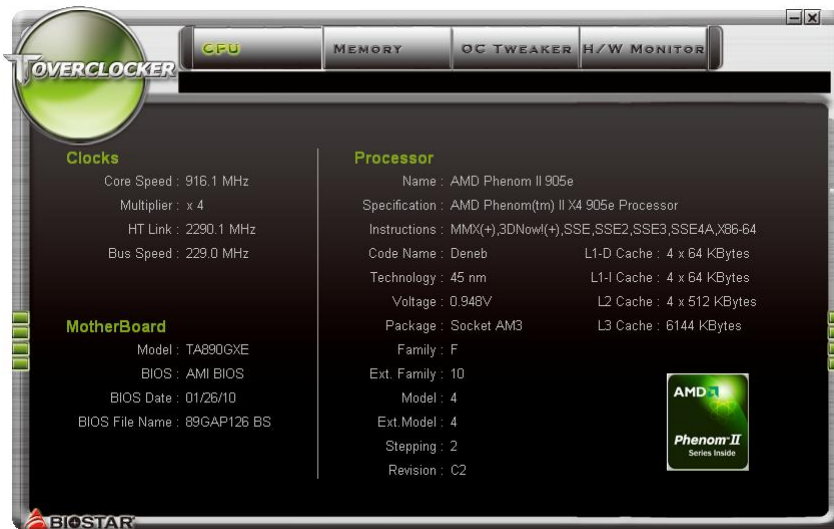 TOVERCLOCKER
CPU
MEMORY
OC TWEAKER
H/W MONITOR
Clocks
Core Speed : 916.1 MHz
Multiplier : x 4
HT Link : 2290.1 MHz
Bus Speed : 229.0 MHz
MotherBoard
Model : TA890GXE
BIOS : AMI BIOS
BIOS Date : 01/26/10
BIOS File Name : 89GAP126 BS
Processor
Name : AMD Phenom II 905e
Specification : AMD Phenom(tm) II X4 905e Processor
Instructions : MMX(+),3DNow!(+),SSE,SSE2,SSE3,SSE4A,X86-64
Code Name : Deneb
L1-D Cache : 4 x 64 KBytes
Technology : 45 nm
L1-I Cache : 4 x 64 KBytes
Voltage : 0.948V
L2 Cache : 4 x 512 KBytes
Package : Socket AM3
L3 Cache : 6144 KBytes
Family : F
Ext. Family : 10
Model : 4
Ext.Model : 4
Stepping : 2
Revision : C2
AMD
Phenom II
Series Inside
BIOSTAR